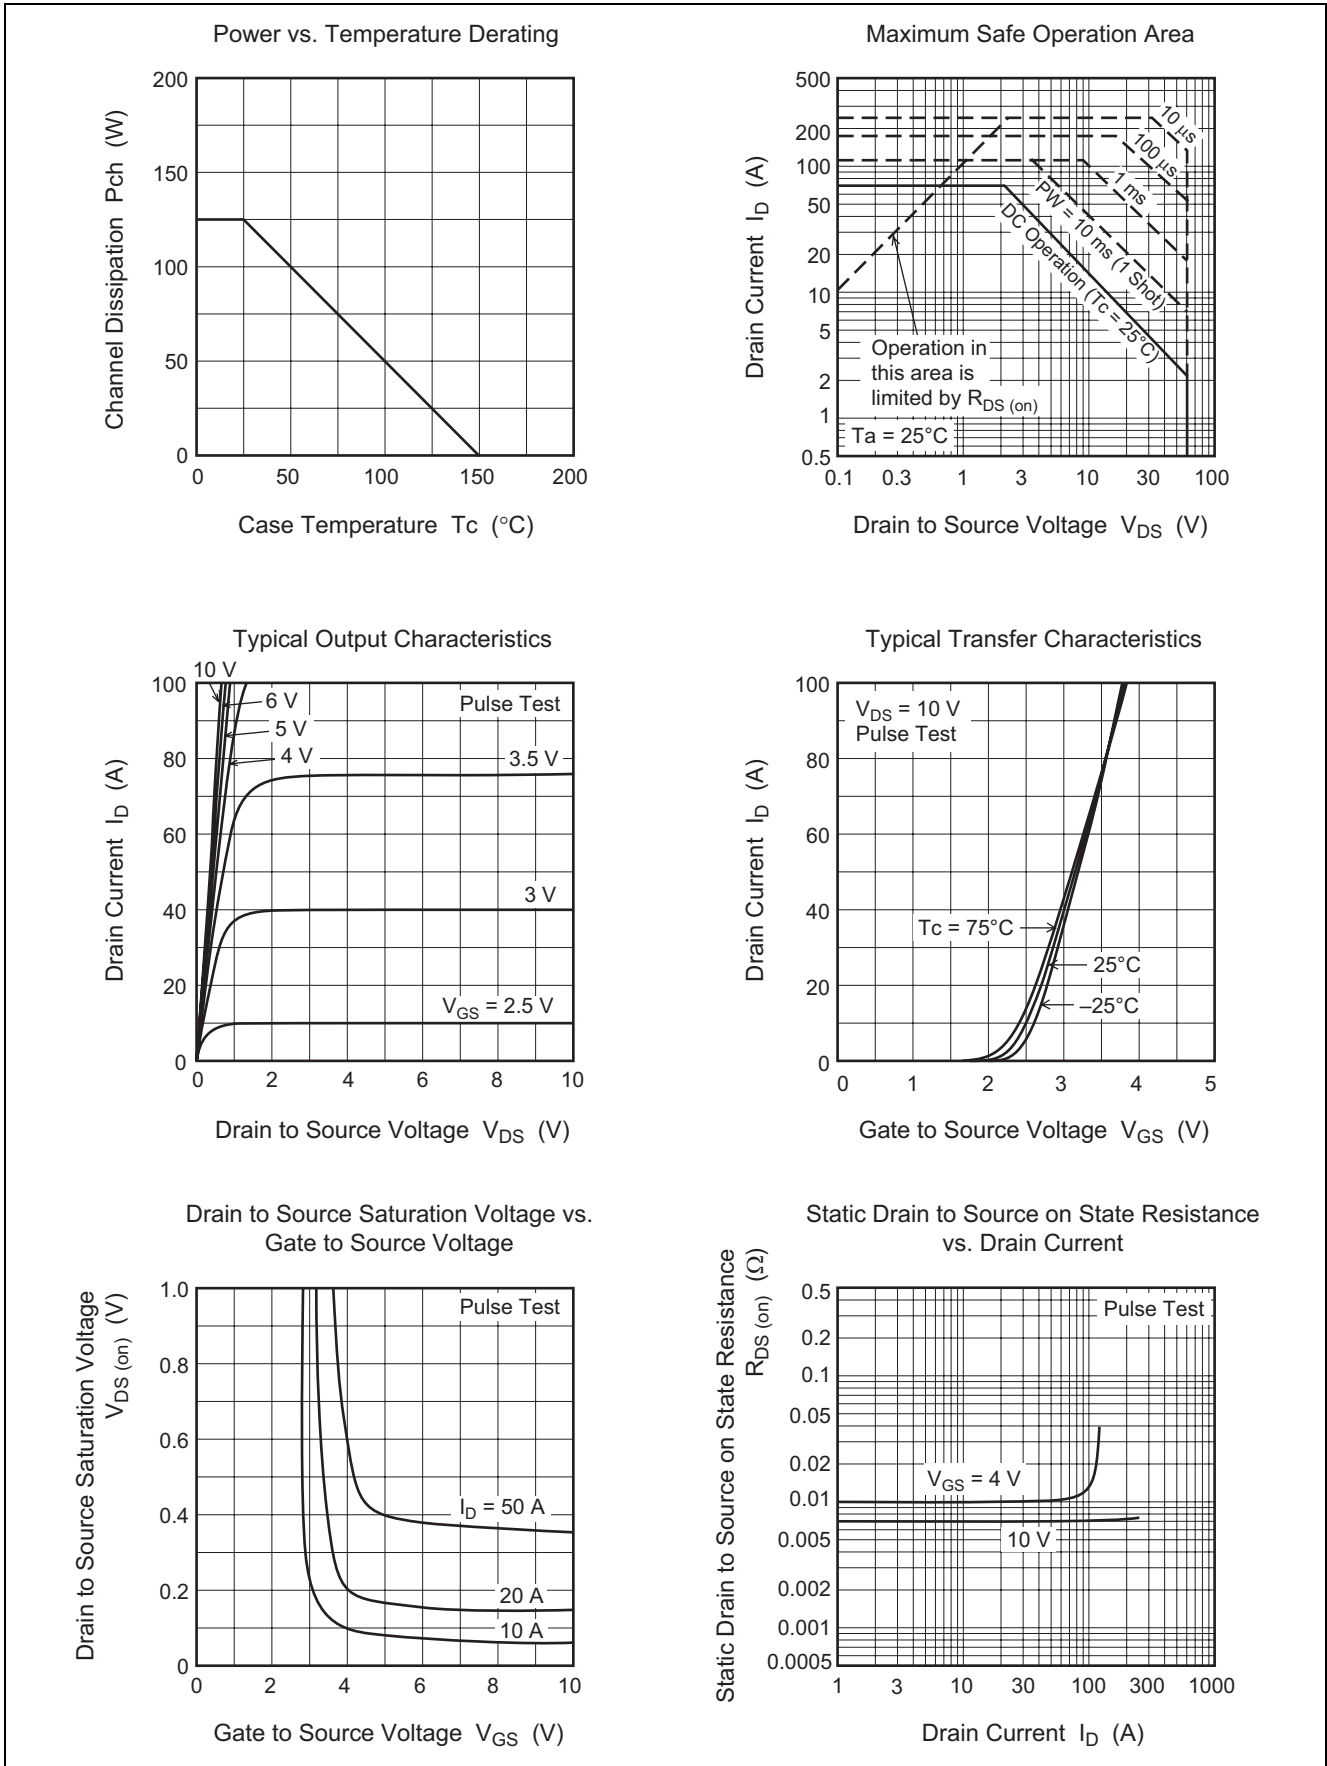 Power vs. Temperature Derating
200
150
100
50
0
0 50 100 150 200
Channel Dissipation Pch (W)
Case Temperature Tc (°C)
Maximum Safe Operation Area
500
200
100
50
20
10
5
2
1
0.5
0.1 0.3 1 3 10 30 100
Drain Current ID (A)
10 µs
100 µs
1 ms
PW = 10 ms (1 Shot)
DC Operation (Tc = 25°C)
Operation in
this area is
limited by RDS (on)
Ta = 25°C
Drain to Source Voltage VDS (V)
Typical Output Characteristics
10 V
6 V
5 V
4 V
Pulse Test
3.5 V
3 V
VGS = 2.5 V
100
80
60
40
20
0
0 2 4 6 8 10
Drain Current ID (A)
Drain to Source Voltage VDS (V)
Typical Transfer Characteristics
VDS = 10 V
Pulse Test
Tc = 75°C
25°C
–25°C
100
80
60
40
20
0
0 1 2 3 4 5
Drain Current ID (A)
Gate to Source Voltage VGS (V)
Drain to Source Saturation Voltage vs.
Gate to Source Voltage
Pulse Test
ID = 50 A
20 A
10 A
1.0
0.8
0.6
0.4
0.2
0
0 2 4 6 8 10
Drain to Source Saturation Voltage
VDS (on) (V)
Gate to Source Voltage VGS (V)
Static Drain to Source on State Resistance
vs. Drain Current
Pulse Test
VGS = 4 V
10 V
0.5
0.2
0.1
0.05
0.02
0.01
0.005
0.002
0.001
0.0005
1 3 10 30 100 300 1000
Static Drain to Source on State Resistance
RDS (on) (Ω)
Drain Current ID (A)